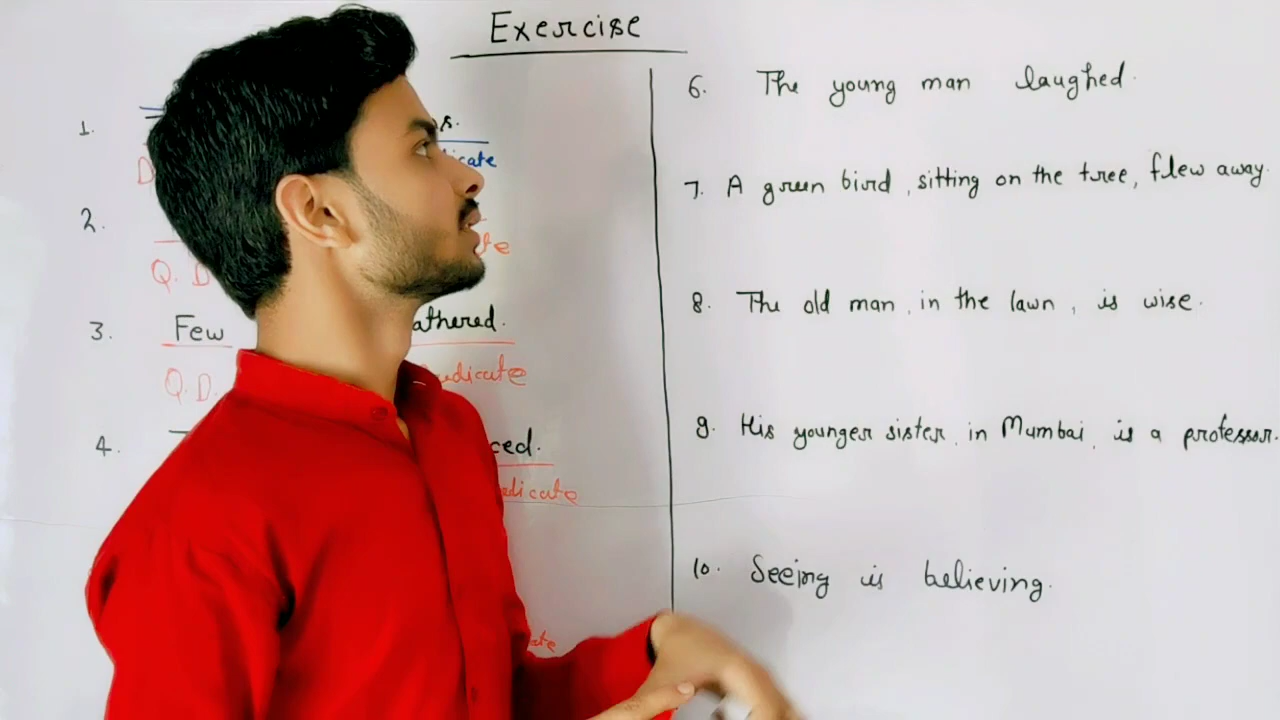 Exercise
1.
2.
Q. D
3. Few
Q. D.
4.
6. The young man laughed.
7. A green bird, sitting on the tree, flew away.
8. The old man, in the lawn, is wise.
9. His younger sister, in Mumbai, is a professor.
10. Seeing is believing.